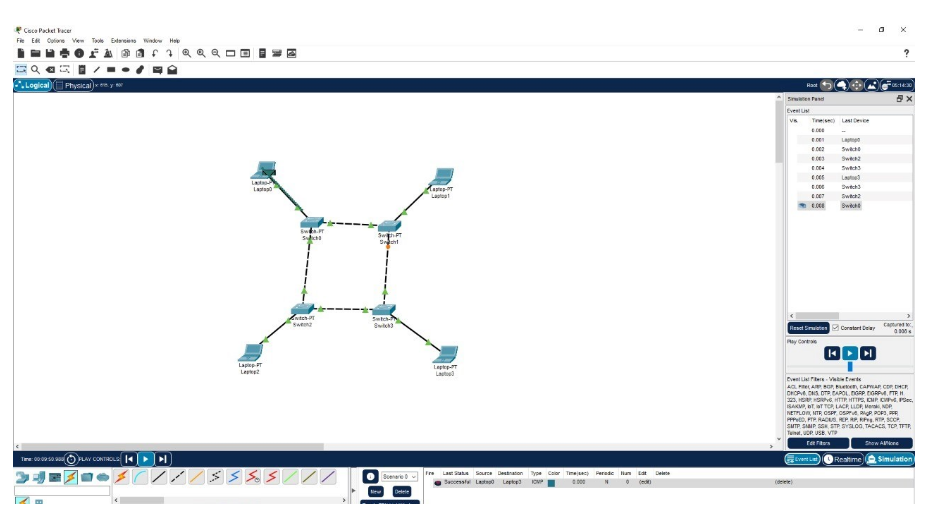 Cisco Packet Tracer
File Edit Options View Tools Extensions Window Help
?
Logical Physical
Root 05:14:30
Simulation Panel
Event List
Vis. Time(sec) Last Device
0.000 --
0.001 Laptop0
0.002 Switch0
0.003 Switch2
0.004 Switch3
0.005 Laptop3
0.006 Switch3
0.007 Switch2
0.008 Switch0
Laptop0
Laptop-PT
Laptop1
Switch-PT
Switch0
Switch-PT
Switch1
Switch-PT
Switch2
Switch-PT
Switch3
Laptop-PT
Laptop2
Laptop-PT
Laptop3
Reset Simulation Constant Delay Captured to:
0.008 s
Play Controls
Event List Filters - Visible Events
ACL Filter, ARP, BGP, Bluetooth, CAPWAP, CDP, DHCP,
DHCPv6, DNS, DTP, EAPOL, EIGRP, EIGRPv6, FTP, H.
323, HSRP, HSRPv6, HTTP, HTTPS, ICMP, ICMPv6, IPSec,
ISAKMP, IoT, IoT TCP, LACP, LLDP, Meraki, NDP,
NETFLOW, NTP, OSPF, OSPFv6, PAgP, POP3, PPP,
PPPoED, PTP, RADIUS, REP, RIP, RIPng, RTP, SCCP,
SMTP, SNMP, SSH, STP, SYSLOG, TACACS, TCP, TFTP,
Telnet, UDP, USB, VTP
Edit Filters Show All/None
PLAY CONTROLS:
Event List Realtime Simulation
Scenario 0
New Delete
Fire Last Status Source Destination Type Color Time(sec) Periodic Num Edit Delete
Successful Laptop0 Laptop3 ICMP 0.000 N 0 (edit) (delete)